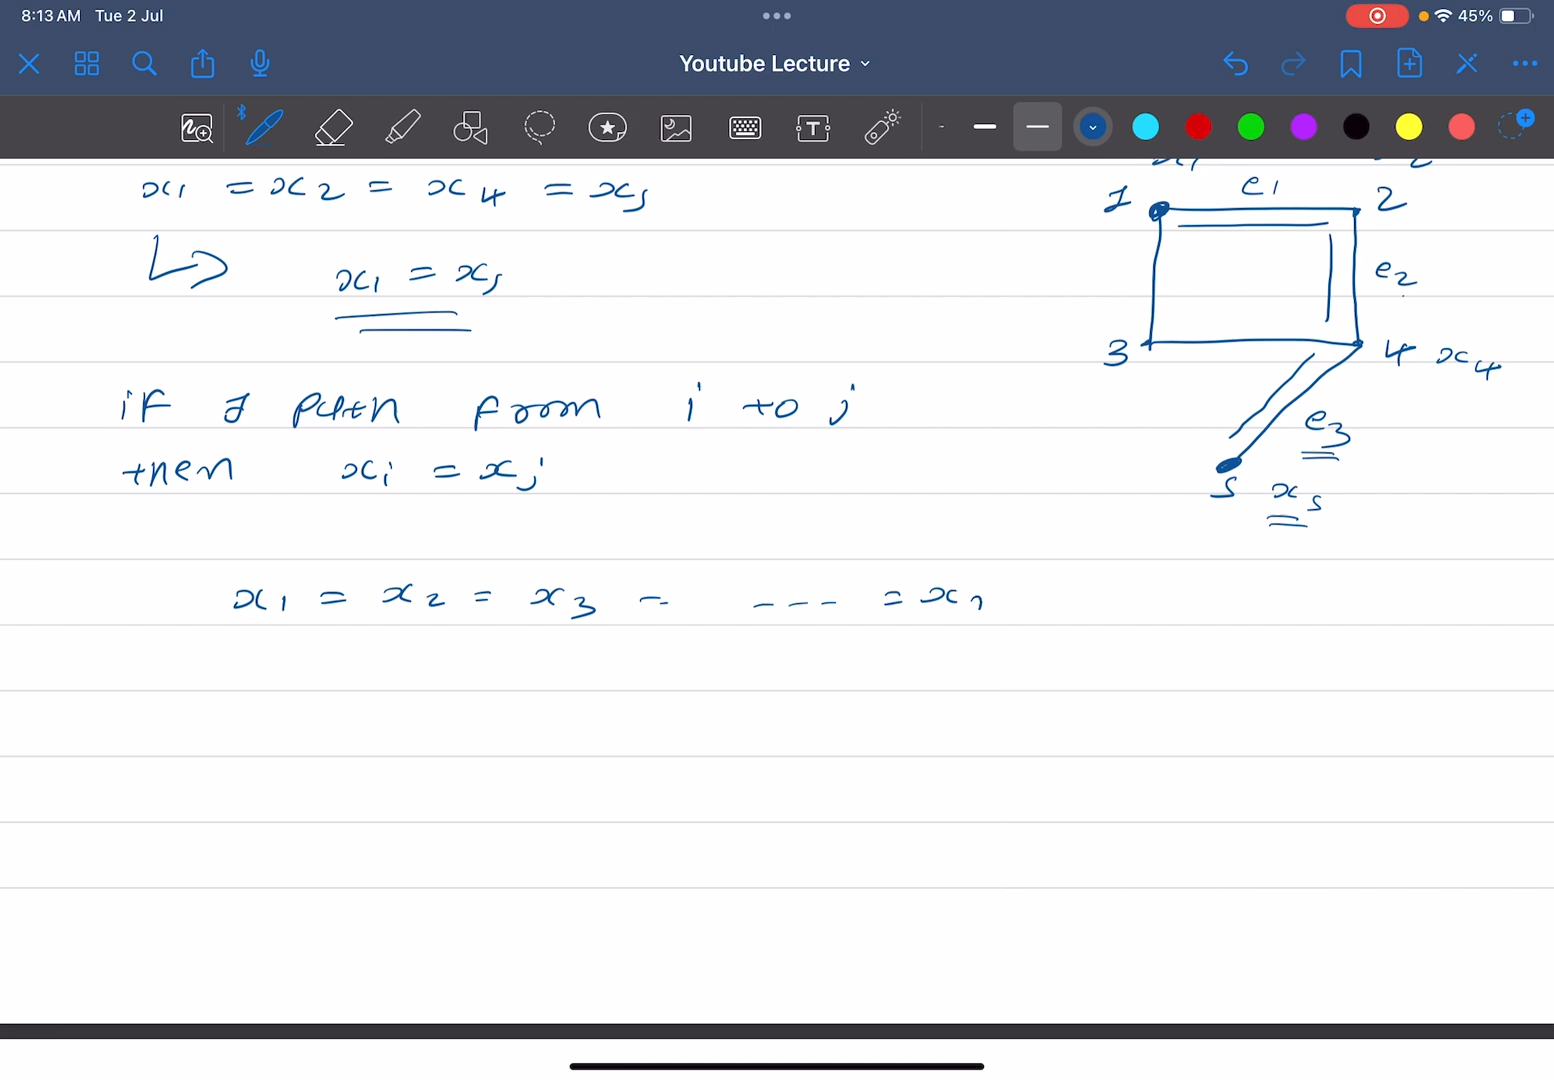 8:13 AM Tue 2 Jul
45%
Youtube Lecture
x₁ = x₂ = x₄ = x₅
x₁ = x₅
if ∃ path from i to j
then xᵢ = xⱼ
x₁ = x₂ = x₃ = --- = xₙ
1 e₁ 2
e₂
3 4 x₄
e₃
5 x₅